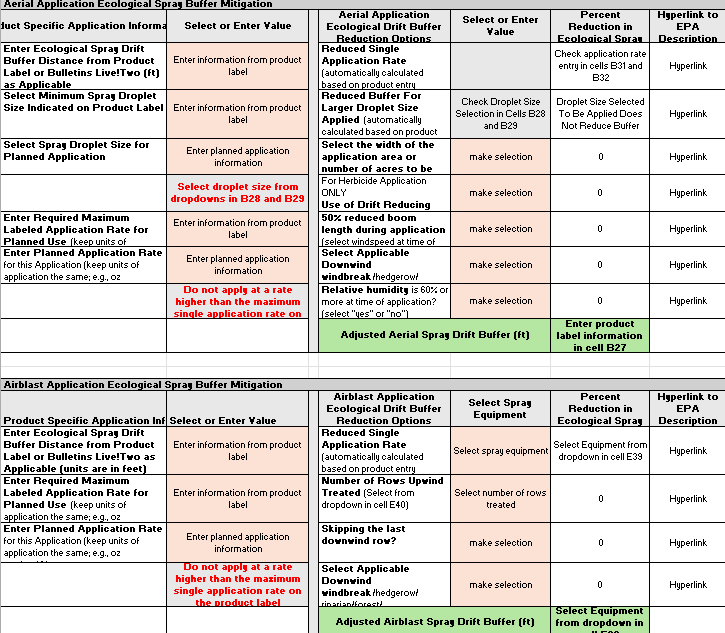 Aerial Application Ecological Spray Buffer Mitigation
duct Specific Application Informa
Select or Enter Value
Aerial Application
Ecological Drift Buffer
Reduction Options
Select or Enter
Value
Percent
Reduction in
Ecological Spray
Hyperlink to
EPA
Description
Enter Ecological Spray Drift
Buffer Distance from Product
Label or Bulletins Live!Two (ft)
as Applicable
Enter information from product
label
Reduced Single
Application Rate
(automatically calculated
based on product entry
Check application rate
entry in cells B31 and
B32
Hyperlink
Select Minimum Spray Droplet
Size Indicated on Product Label
Enter information from product
label
Reduced Buffer For
Larger Droplet Size
Applied (automatically
calculated based on product
Check Droplet Size
Selection in Cells B28
and B29
Droplet Size Selected
To Be Applied Does
Not Reduce Buffer
Hyperlink
Select Spray Droplet Size for
Planned Application
Enter planned application
information
Select the width of the
application area or
number of acres to be
make selection
0
Hyperlink
Select droplet size from
dropdowns in B28 and B29
For Herbicide Application
ONLY
Use of Drift Reducing
make selection
0
Hyperlink
Enter Required Maximum
Labeled Application Rate for
Planned Use (keep units of
Enter information from product
label
50% reduced boom
length during application
(select windspeed at time of
make selection
0
Hyperlink
Enter Planned Application Rate
for this Application (keep units of
application the same; e.g., oz
Enter planned application
information
Select Applicable
Downwind
windbreak/hedgerow/
make selection
0
Hyperlink
Do not apply at a rate
higher than the maximum
single application rate on
Relative humidity is 60% or
more at time of application?
(select "yes" or "no")
make selection
0
Hyperlink
Adjusted Aerial Spray Drift Buffer (ft)
Enter product
label information
in cell B27
Airblast Application Ecological Spray Buffer Mitigation
Product Specific Application Inf
Select or Enter Value
Airblast Application
Ecological Drift Buffer
Reduction Options
Select Spray
Equipment
Percent
Reduction in
Ecological Spray
Hyperlink to
EPA
Description
Enter Ecological Spray Drift
Buffer Distance from Product
Label or Bulletins Live!Two as
Applicable (units are in feet)
Enter information from product
label
Reduced Single
Application Rate
(automatically calculated
based on product entry
Select spray equipment
Select Equipment from
dropdown in cell E39
Hyperlink
Enter Required Maximum
Labeled Application Rate for
Planned Use (keep units of
application the same; e.g., oz
Enter information from product
label
Number of Rows Upwind
Treated (Select from
dropdown in cell E40)
Select number of rows
treated
0
Hyperlink
Enter Planned Application Rate
for this Application (keep units of
application the same; e.g., oz
Enter planned application
information
Skipping the last
downwind row?
make selection
0
Hyperlink
Do not apply at a rate
higher than the maximum
single application rate on
the product label
Select Applicable
Downwind
windbreak/hedgerow/
riparian/forest/
make selection
0
Hyperlink
Adjusted Airblast Spray Drift Buffer (ft)
Select Equipment
from dropdown in